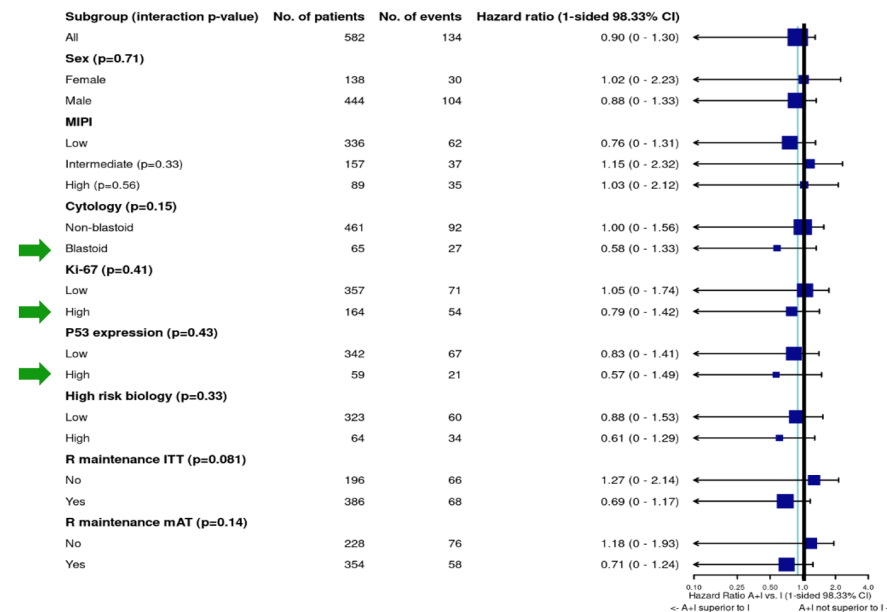 Subgroup (interaction p-value) No. of patients No. of events Hazard ratio (1-sided 98.33% CI)
All 582 134 0.90 (0 - 1.30)
Sex (p=0.71)
Female 138 30 1.02 (0 - 2.23)
Male 444 104 0.88 (0 - 1.33)
MIPI
Low 336 62 0.76 (0 - 1.31)
Intermediate (p=0.33) 157 37 1.15 (0 - 2.32)
High (p=0.56) 89 35 1.03 (0 - 2.12)
Cytology (p=0.15)
Non-blastoid 461 92 1.00 (0 - 1.56)
Blastoid 65 27 0.58 (0 - 1.33)
Ki-67 (p=0.41)
Low 357 71 1.05 (0 - 1.74)
High 164 54 0.79 (0 - 1.42)
P53 expression (p=0.43)
Low 342 67 0.83 (0 - 1.41)
High 59 21 0.57 (0 - 1.49)
High risk biology (p=0.33)
Low 323 60 0.88 (0 - 1.53)
High 64 34 0.61 (0 - 1.29)
R maintenance ITT (p=0.081)
No 196 66 1.27 (0 - 2.14)
Yes 386 68 0.69 (0 - 1.17)
R maintenance mAT (p=0.14)
No 228 76 1.18 (0 - 1.93)
Yes 354 58 0.71 (0 - 1.24)
0.10 0.25 0.50 1.0 2.0 4.0
Hazard Ratio A+I vs. I (1-sided 98.33% CI)
<- A+I superior to I A+I not superior to I -